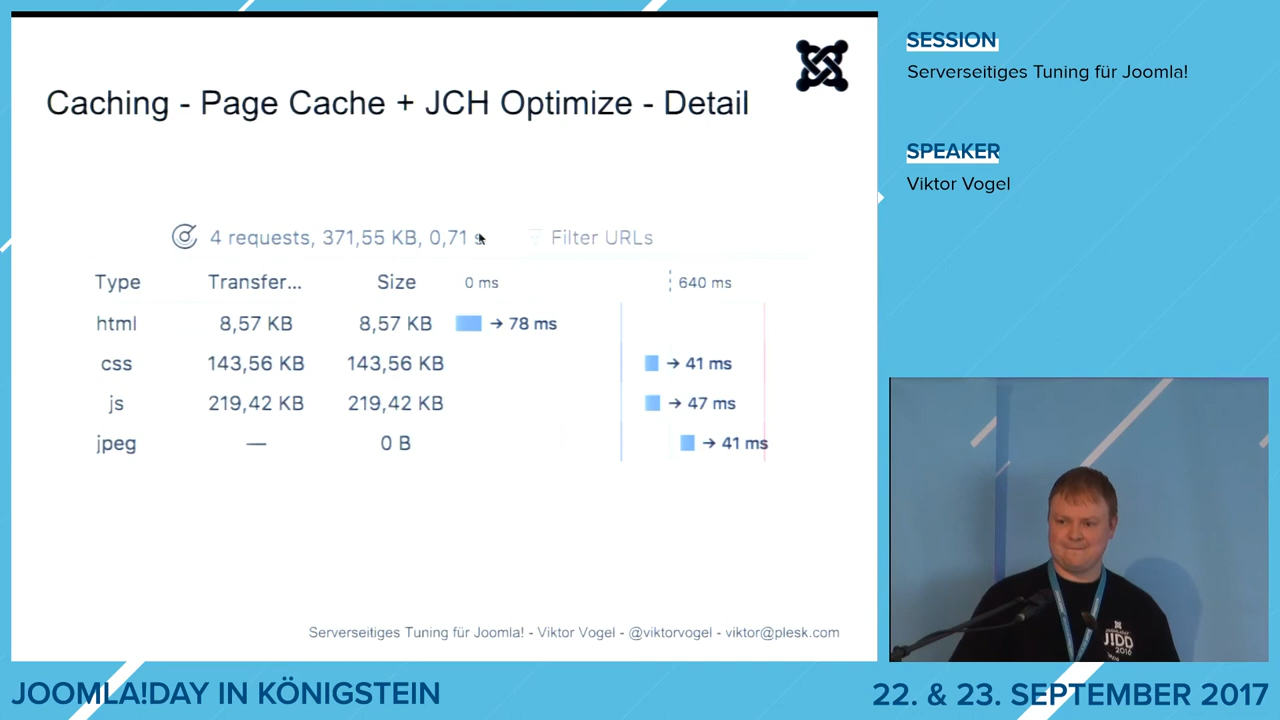 Caching - Page Cache + JCH Optimize - Detail
4 requests, 371,55 KB, 0,71 s
Filter URLs
Type Transfer... Size 0 ms 640 ms
html 8,57 KB 8,57 KB → 78 ms
css 143,56 KB 143,56 KB → 41 ms
js 219,42 KB 219,42 KB → 47 ms
jpeg — 0 B → 41 ms
Serverseitiges Tuning für Joomla! - Viktor Vogel - @viktorvogel - viktor@plesk.com
SESSION
Serverseitiges Tuning für Joomla!
SPEAKER
Viktor Vogel
J!DD
2016
JOOMLA!DAY IN KÖNIGSTEIN
22. & 23. SEPTEMBER 2017